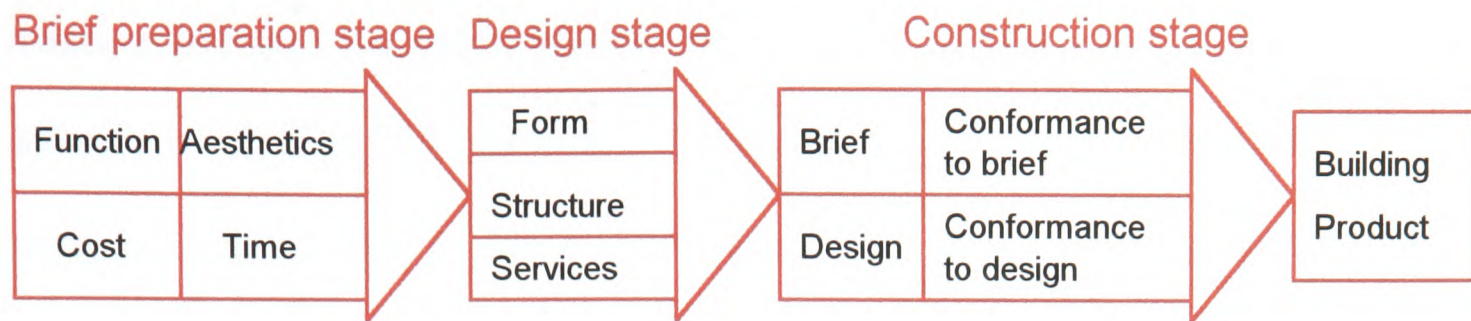 Brief preparation stage
Design stage
Construction stage
Function
Aesthetics
Cost
Time
Form
Structure
Services
Brief
Conformance
to brief
Design
Conformance
to design
Building
Product